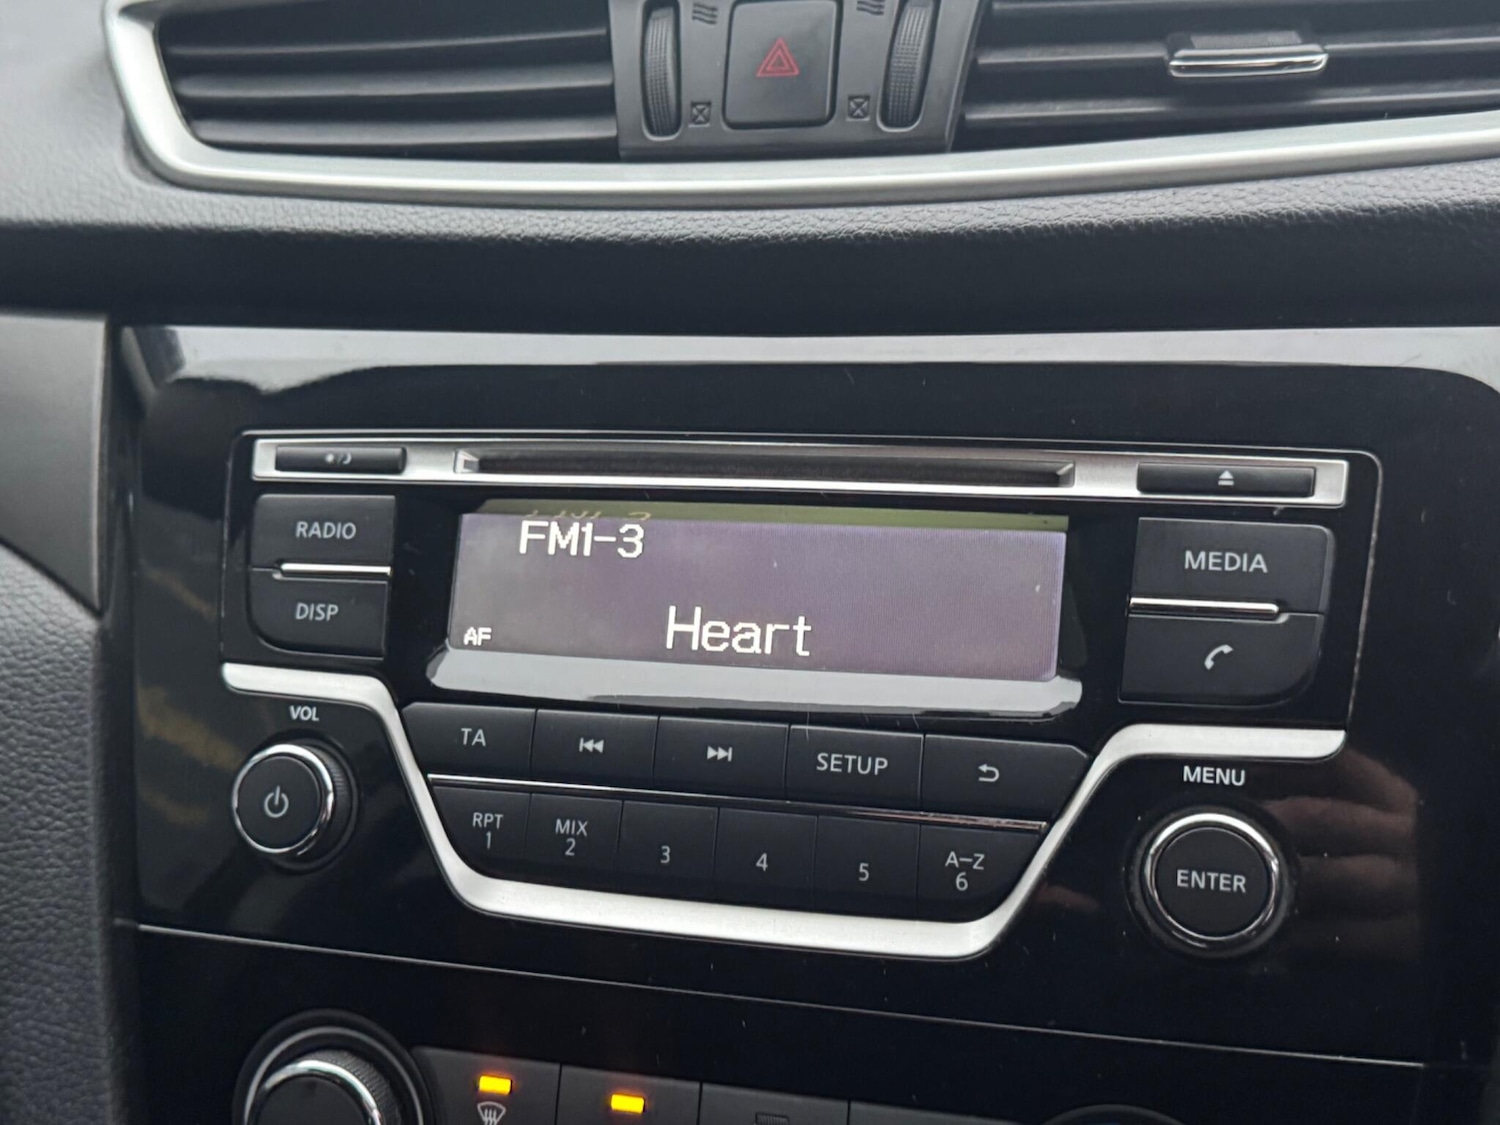 RADIO
DISP
FM1-3
AF
Heart
MEDIA
VOL
TA
SETUP
MENU
RPT
1
MIX
2
3
4
5
A-Z
6
ENTER